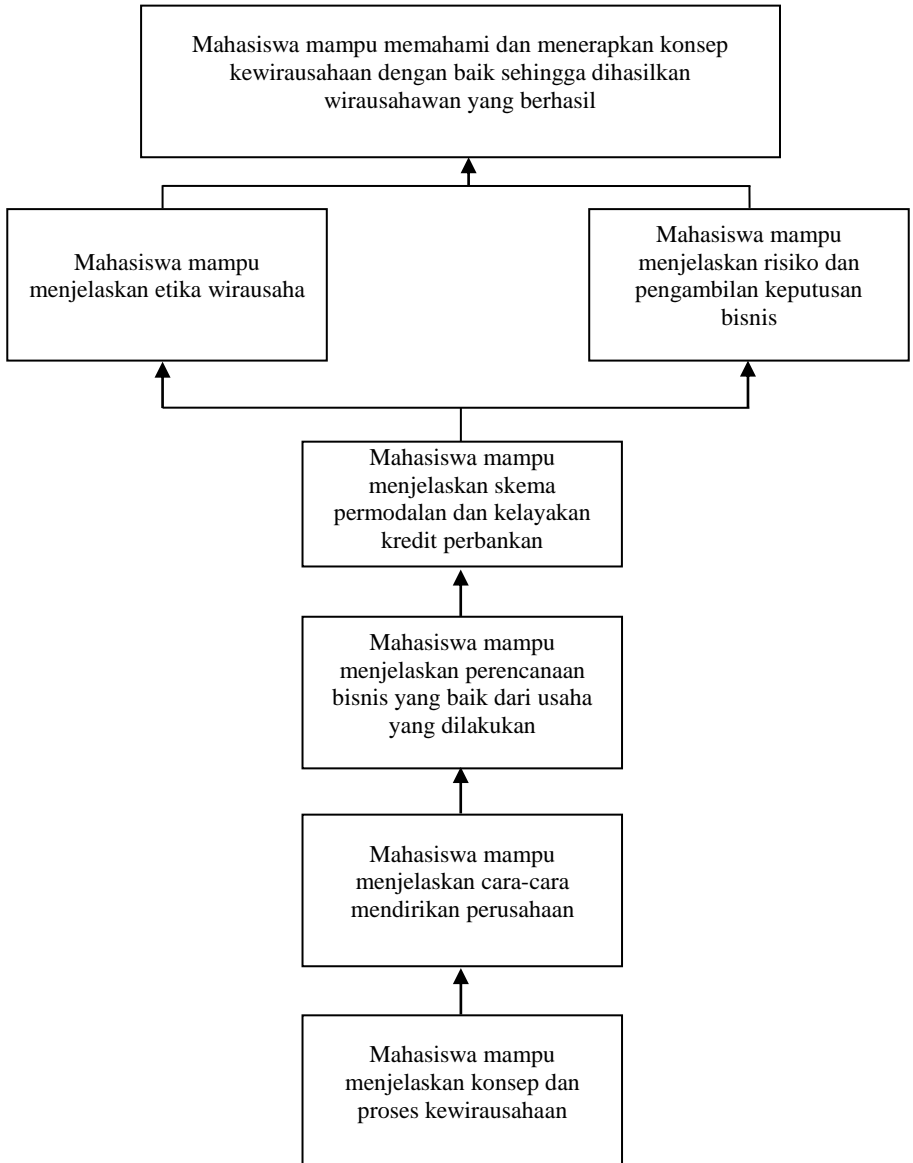 Mahasiswa mampu memahami dan menerapkan konsep
kewirausahaan dengan baik sehingga dihasilkan
wirausahawan yang berhasil
Mahasiswa mampu
menjelaskan etika wirausaha
Mahasiswa mampu
menjelaskan risiko dan
pengambilan keputusan
bisnis
Mahasiswa mampu
menjelaskan skema
permodalan dan kelayakan
kredit perbankan
Mahasiswa mampu
menjelaskan perencanaan
bisnis yang baik dari usaha
yang dilakukan
Mahasiswa mampu
menjelaskan cara-cara
mendirikan perusahaan
Mahasiswa mampu
menjelaskan konsep dan
proses kewirausahaan